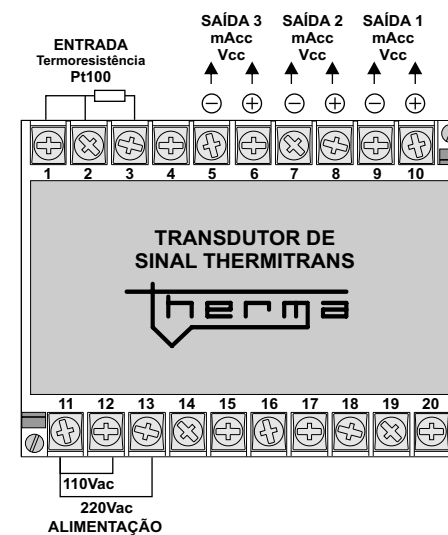 ENTRADA
Termoresistência
Pt100
SAÍDA 3
mAcc
Vcc
SAÍDA 2
mAcc
Vcc
SAÍDA 1
mAcc
Vcc
1 2 3 4 5 6 7 8 9 10
TRANSDUTOR DE
SINAL THERMITRANS
therma
11 12 13 14 15 16 17 18 19 20
110Vac
220Vac
ALIMENTAÇÃO